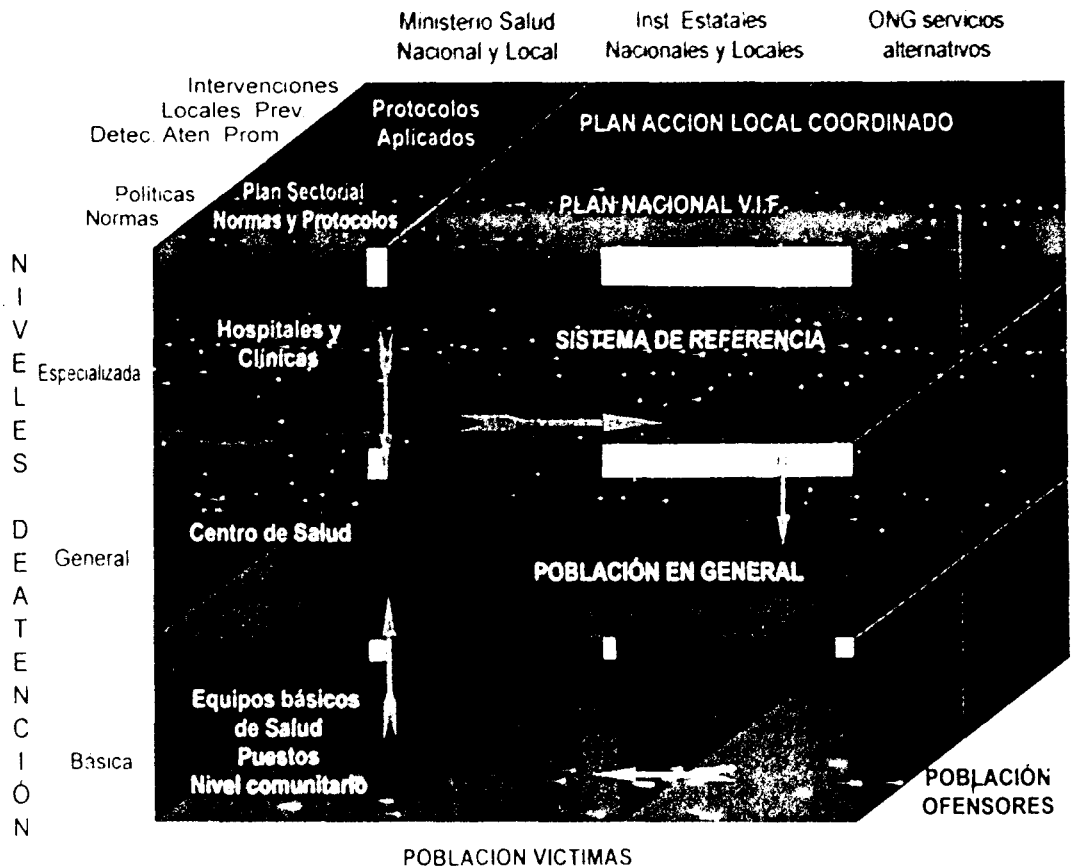 Ministerio Salud
Nacional y Local
Inst Estatales
Nacionales y Locales
ONG servicios
alternativos
Intervenciones
Locales Prev.
Detec. Aten Prom
Protocolos
Aplicados
PLAN ACCION LOCAL COORDINADO
Políticas
Normas
Plan Sectorial
Normas y Protocolos
PLAN NACIONAL V.I.F.
NIVELES DE ATENCIÓN
Especializada
Hospitales y
Clínicas
SISTEMA DE REFERENCIA
General
Centro de Salud
POBLACIÓN EN GENERAL
Básica
Equipos básicos
de Salud
Puestos
Nivel comunitario
POBLACIÓN
OFENSORES
POBLACION VICTIMAS